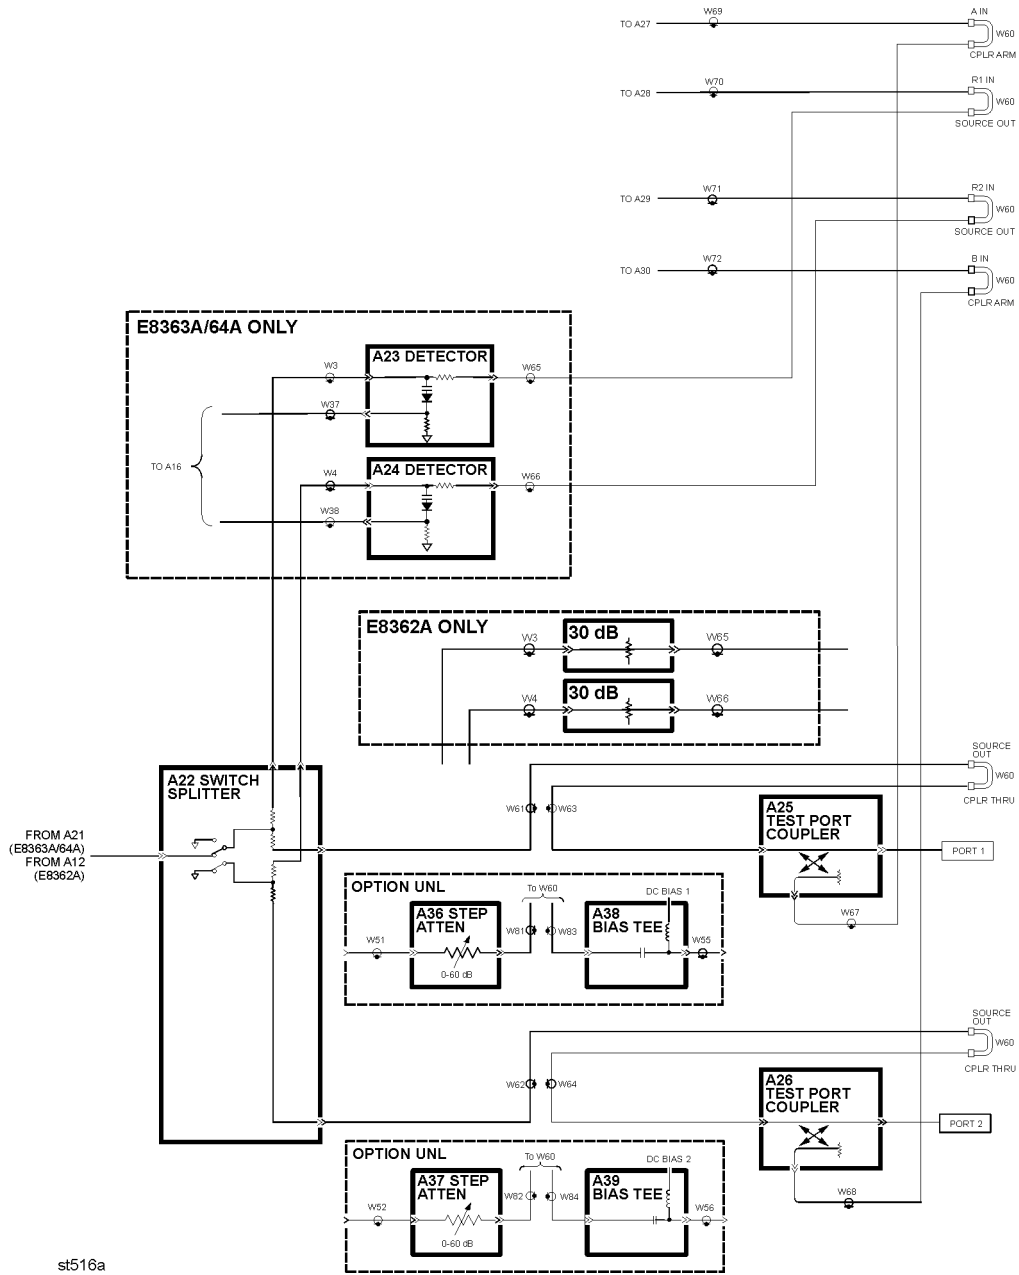 W69
A IN
TO A27
W60
CPLR ARM
W70
R1 IN
TO A28
W60
SOURCE OUT
W71
R2 IN
TO A29
W60
SOURCE OUT
W72
B IN
TO A30
W60
CPLR ARM
E8363A/64A ONLY
A23 DETECTOR
W3
W65
W37
TO A16
A24 DETECTOR
W4
W66
W38
E8362A ONLY
30 dB
W3
W65
30 dB
W4
W66
SOURCE
OUT
W60
CPLR THRU
A22 SWITCH
SPLITTER
W61
W63
A25
TEST PORT
COUPLER
FROM A21
(E8363A/64A)
FROM A12
(E8362A)
PORT 1
OPTION UNL
To W60
DC BIAS 1
A36 STEP
ATTEN
A38
BIAS TEE
W67
W51
W81
W83
W55
0-60 dB
SOURCE
OUT
W60
CPLR THRU
W62
W64
A26
TEST PORT
COUPLER
PORT 2
OPTION UNL
To W60
DC BIAS 2
A37 STEP
ATTEN
A39
BIAS TEE
W68
W52
W82
W84
W56
0-60 dB
st516a